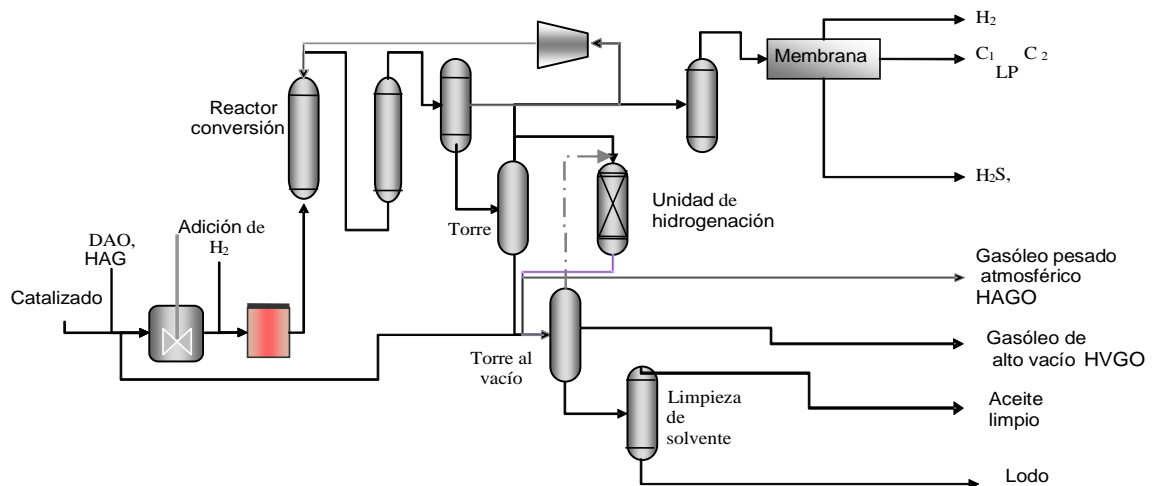 H₂
Membrana
C₁ C ₂
LP
Reactor
conversión
H₂S,
Unidad de
hidrogenación
Torre
Adición de
H₂
DAO,
HAG
Catalizado
Gasóleo pesado
atmosférico
HAGO
Gasóleo de
alto vacío HVGO
Torre al
vacío
Limpieza
de
solvente
Aceite
limpio
Lodo